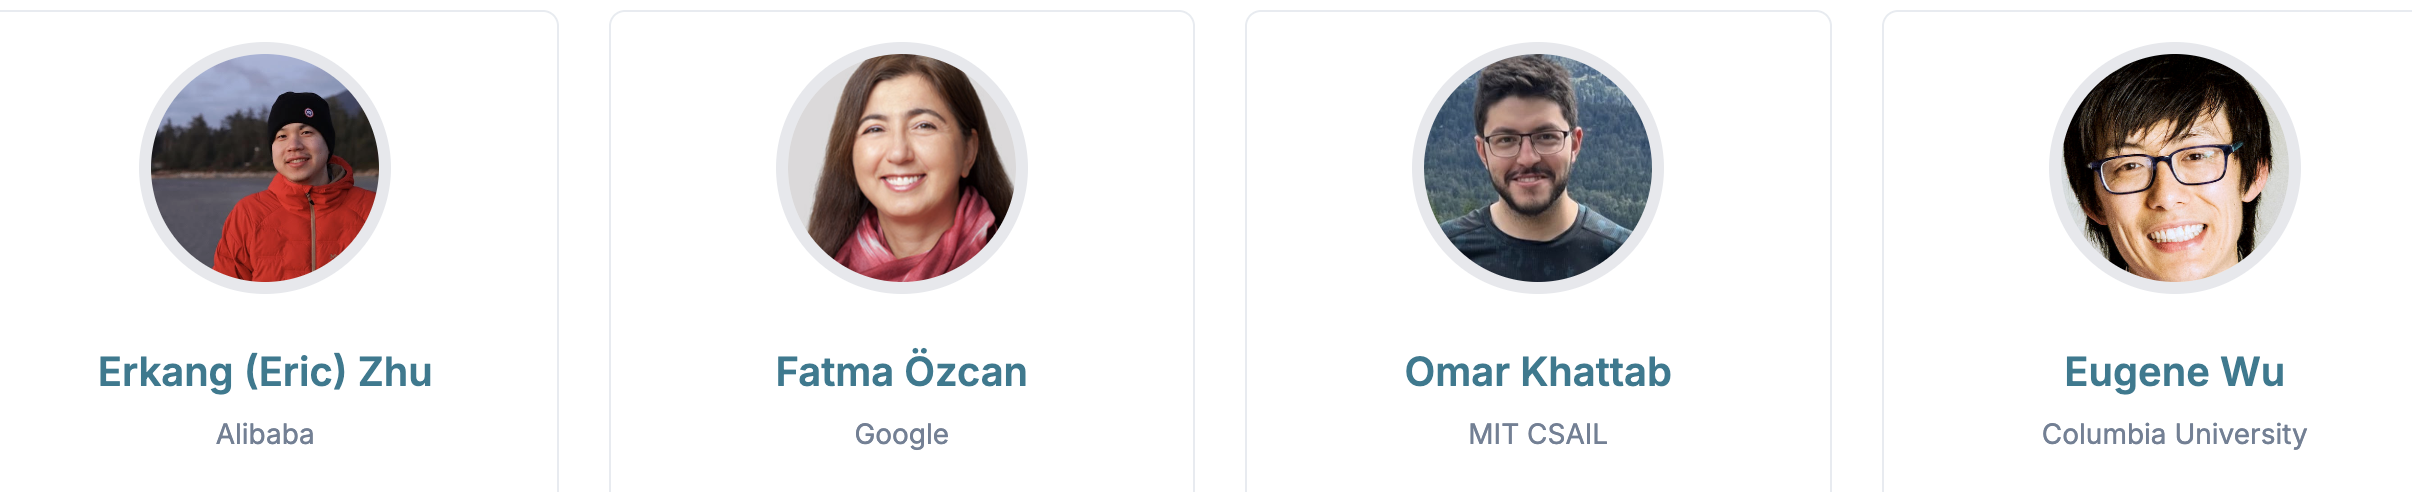 Erkang (Eric) Zhu
Alibaba
Fatma Özcan
Google
Omar Khattab
MIT CSAIL
Eugene Wu
Columbia University